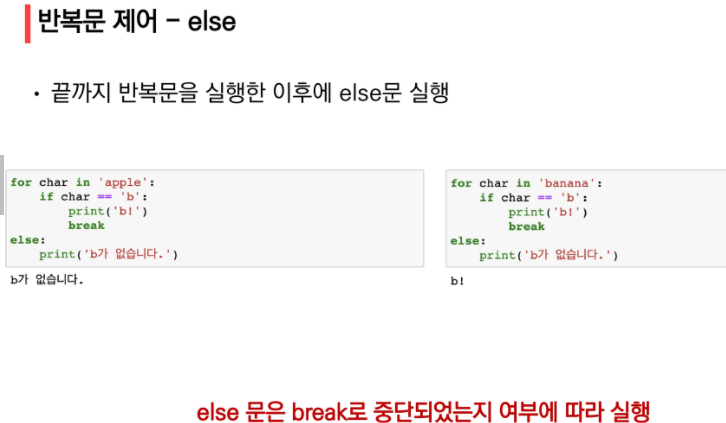 반복문 제어 – else
• 끝까지 반복문을 실행한 이후에 else문 실행
for char in 'apple':
    if char == 'b':
        print('b!')
        break
else:
    print('b가 없습니다.')
b가 없습니다.
for char in 'banana':
    if char == 'b':
        print('b!')
        break
else:
    print('b가 없습니다.')
b!
else 문은 break로 중단되었는지 여부에 따라 실행